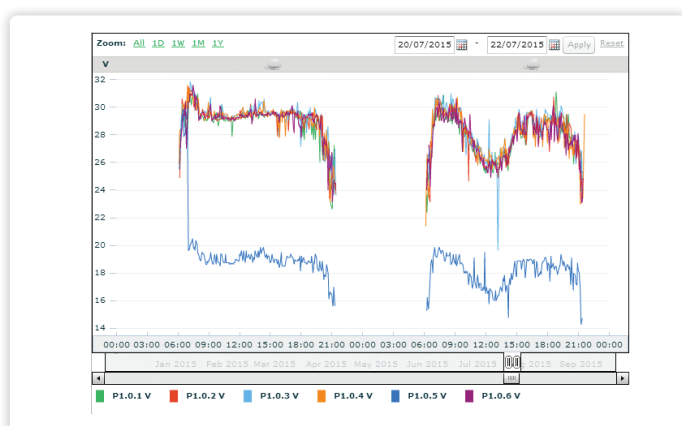 Zoom: All 1D 1W 1M 1Y 20/07/2015 - 22/07/2015 Apply Reset
V
32
30
28
26
24
22
20
18
16
14
00:00 03:00 06:00 09:00 12:00 15:00 18:00 21:00 00:00 03:00 06:00 09:00 12:00 15:00 18:00 21:00 00:00
Jan 2015 Feb 2015 Mar 2015 Apr 2015 May 2015 Jun 2015 Jul 2015 Sep 2015
P1.0.1 V P1.0.2 V P1.0.3 V P1.0.4 V P1.0.5 V P1.0.6 V